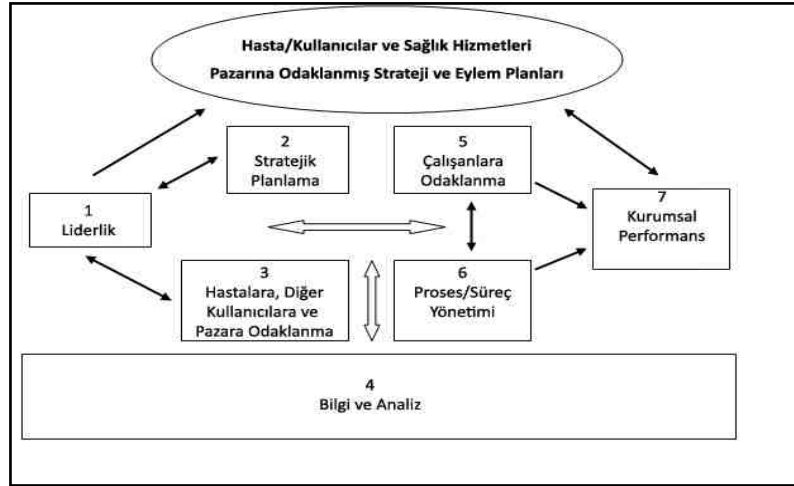 Hasta/Kullanıcılar ve Sağlık Hizmetleri
Pazarına Odaklanmış Strateji ve Eylem Planları
2
Stratejik
Planlama
5
Çalışanlara
Odaklanma
1
Liderlik
7
Kurumsal
Performans
3
Hastalara, Diğer
Kullanıcılara ve
Pazara Odaklanma
6
Proses/Süreç
Yönetimi
4
Bilgi ve Analiz